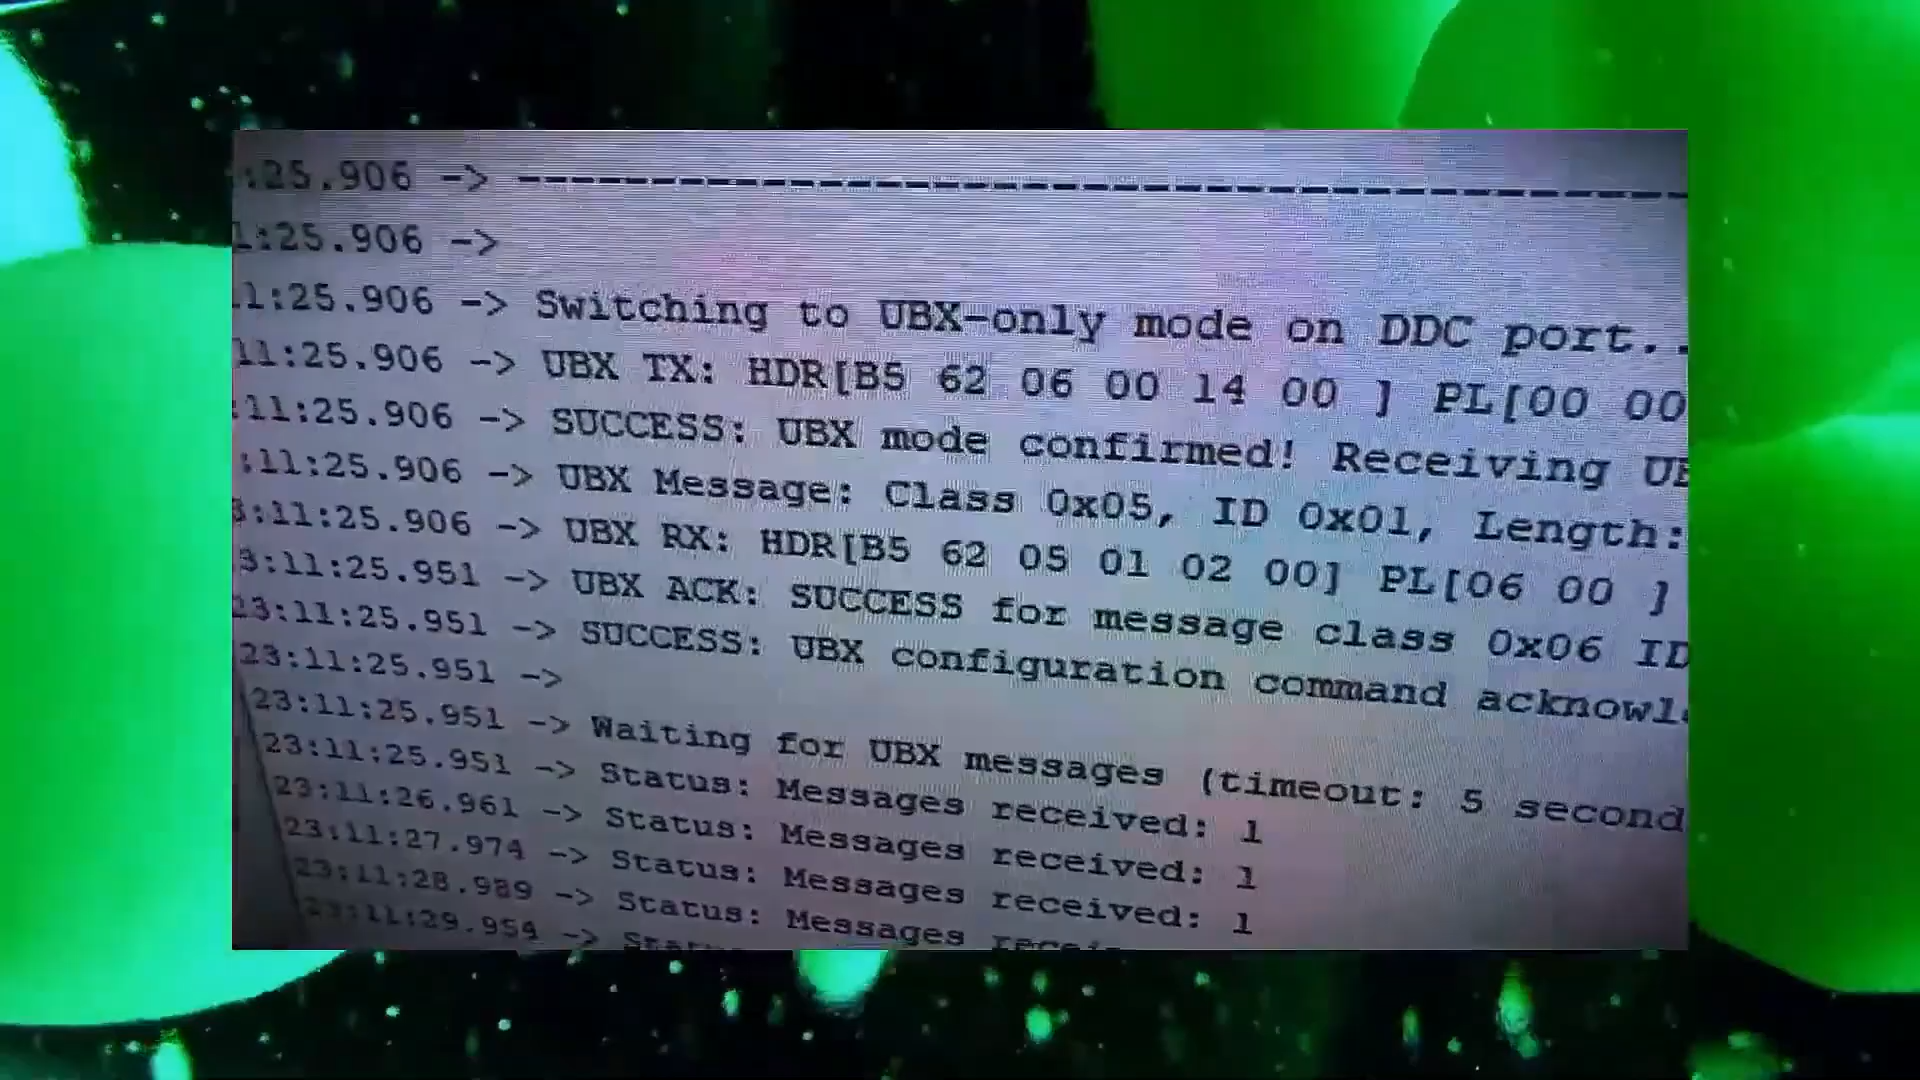 :25.906 -> --------------------------------------------
1:25.906 ->
11:25.906 -> Switching to UBX-only mode on DDC port..
11:25.906 -> UBX TX: HDR[B5 62 06 00 14 00 ] PL[00 00
:11:25.906 -> SUCCESS: UBX mode confirmed! Receiving
:11:25.906 -> UBX Message: Class 0x05, ID 0x01, Length:
3:11:25.906 -> UBX RX: HDR[B5 62 05 01 02 00] PL[06 00 ]
3:11:25.951 -> UBX ACK: SUCCESS for message class 0x06 ID
23:11:25.951 -> SUCCESS: UBX configuration command
23:11:25.951 ->
23:11:25.951 -> Waiting for UBX messages (timeout: 5 second
23:11:25.951 -> Status: Messages received: 1
23:11:26.961 -> Status: Messages received: 1
23:11:27.974 -> Status: Messages received: 1
23:11:28.989 -> Status: Messages
23:11:29.954 ->